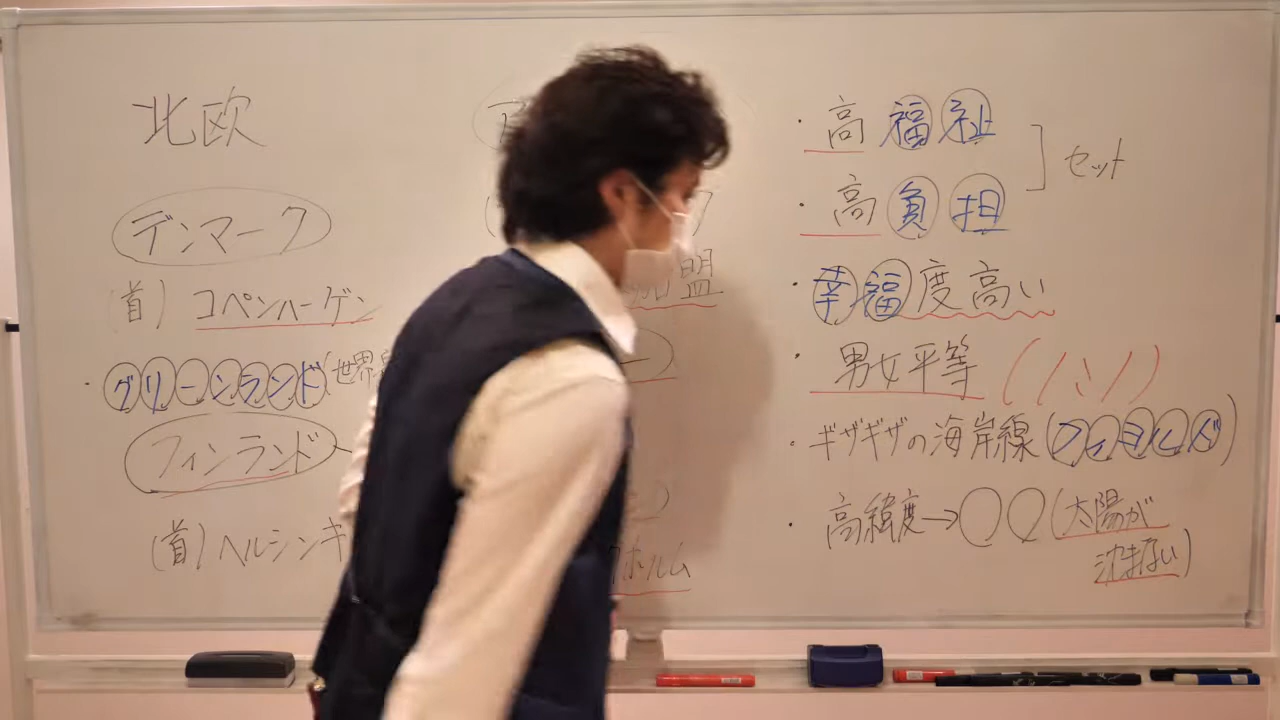 北欧
デンマーク
(首) コペンハーゲン
・グリーンランド(世界
フィンランド
(首) ヘルシンキ
加盟
ホルム
・高福祉
・高負担
セット
・幸福度高い
・男女平等 ( / ミ / )
・ギザギザの海岸線(フィヨルド)
・高緯度→○○(太陽が
沈まない)